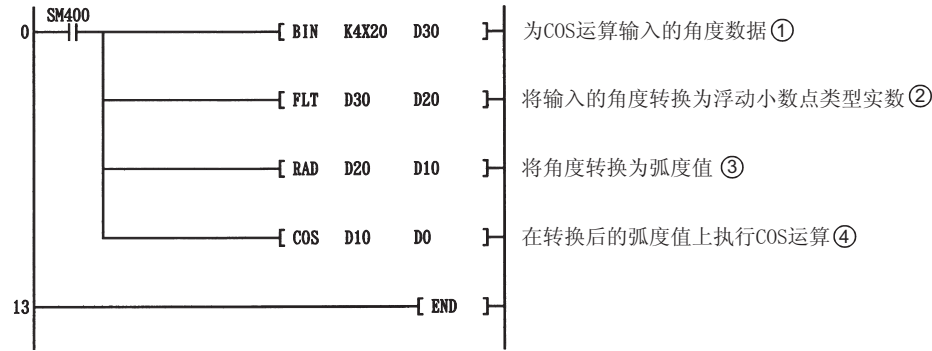 SM400
0 [ BIN K4X20 D30 ] 为COS运算输入的角度数据①
[ FLT D30 D20 ] 将输入的角度转换为浮动小数点类型实数②
[ RAD D20 D10 ] 将角度转换为弧度值③
[ COS D10 D0 ] 在转换后的弧度值上执行COS运算④
13 [ END ]